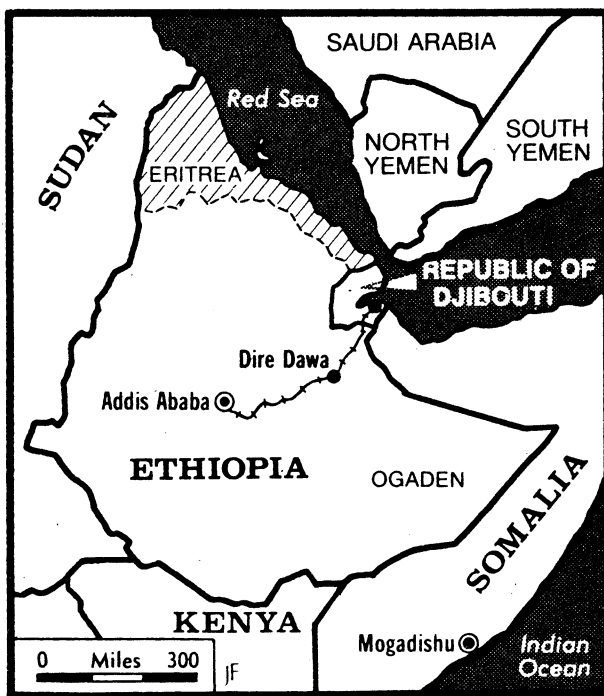 SAUDI ARABIA
Red Sea
NORTH
YEMEN
SOUTH
YEMEN
SUDAN
ERITREA
REPUBLIC OF
DJIBOUTI
Dire Dawa
Addis Ababa
ETHIOPIA
OGADEN
SOMALIA
KENYA
Mogadishu
Indian
Ocean
0 Miles 300
JF